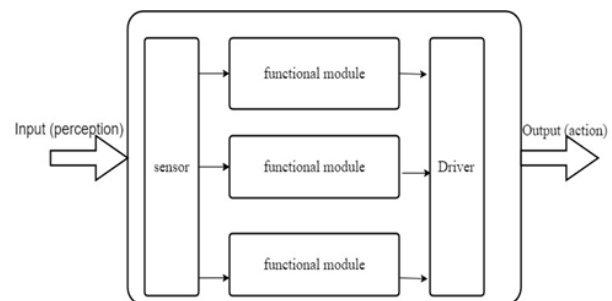 functional module
Input (perception)
Output (action)
sensor
functional module
Driver
functional module